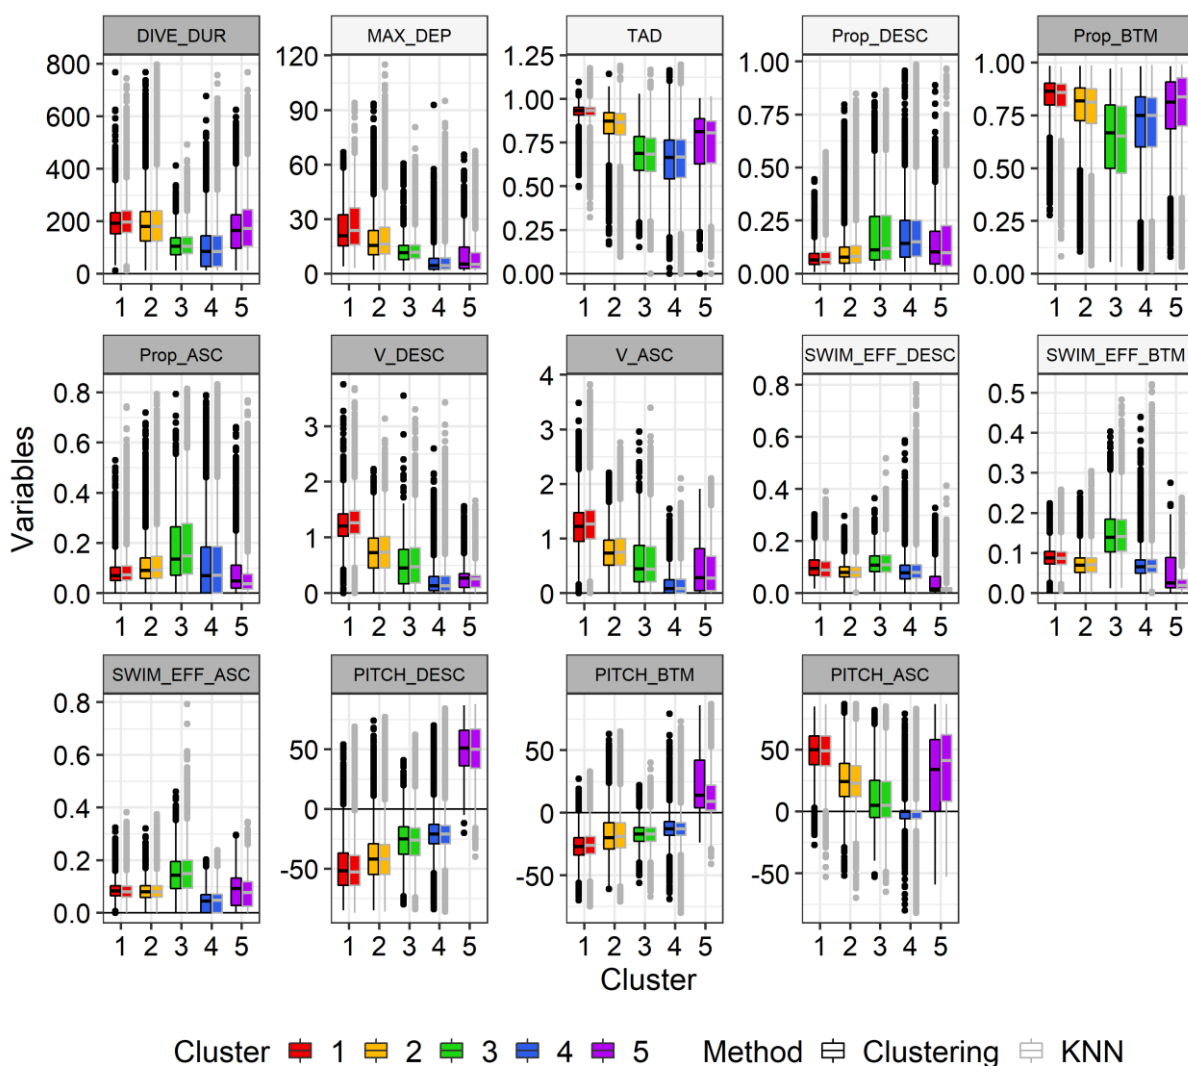 DIVE_DUR MAX_DEP TAD Prop_DESC Prop_BTM
800 600 400 200 0
120 90 60 30 0
1.25 1.00 0.75 0.50 0.25 0.00
1.00 0.75 0.50 0.25 0.00
1.00 0.75 0.50 0.25 0.00
1 2 3 4 5 1 2 3 4 5 1 2 3 4 5 1 2 3 4 5 1 2 3 4 5
Prop_ASC V_DESC V_ASC SWIM_EFF_DESC SWIM_EFF_BTM
Variables
0.8 0.6 0.4 0.2 0.0
3 2 1 0
4 3 2 1 0
0.8 0.6 0.4 0.2 0.0
0.5 0.4 0.3 0.2 0.1 0.0
1 2 3 4 5 1 2 3 4 5 1 2 3 4 5 1 2 3 4 5 1 2 3 4 5
SWIM_EFF_ASC PITCH_DESC PITCH_BTM PITCH_ASC
0.8 0.6 0.4 0.2 0.0
50 0 -50
50 0 -50
50 0 -50
1 2 3 4 5 1 2 3 4 5 1 2 3 4 5 1 2 3 4 5
Cluster
Cluster 1 2 3 4 5 Method Clustering KNN